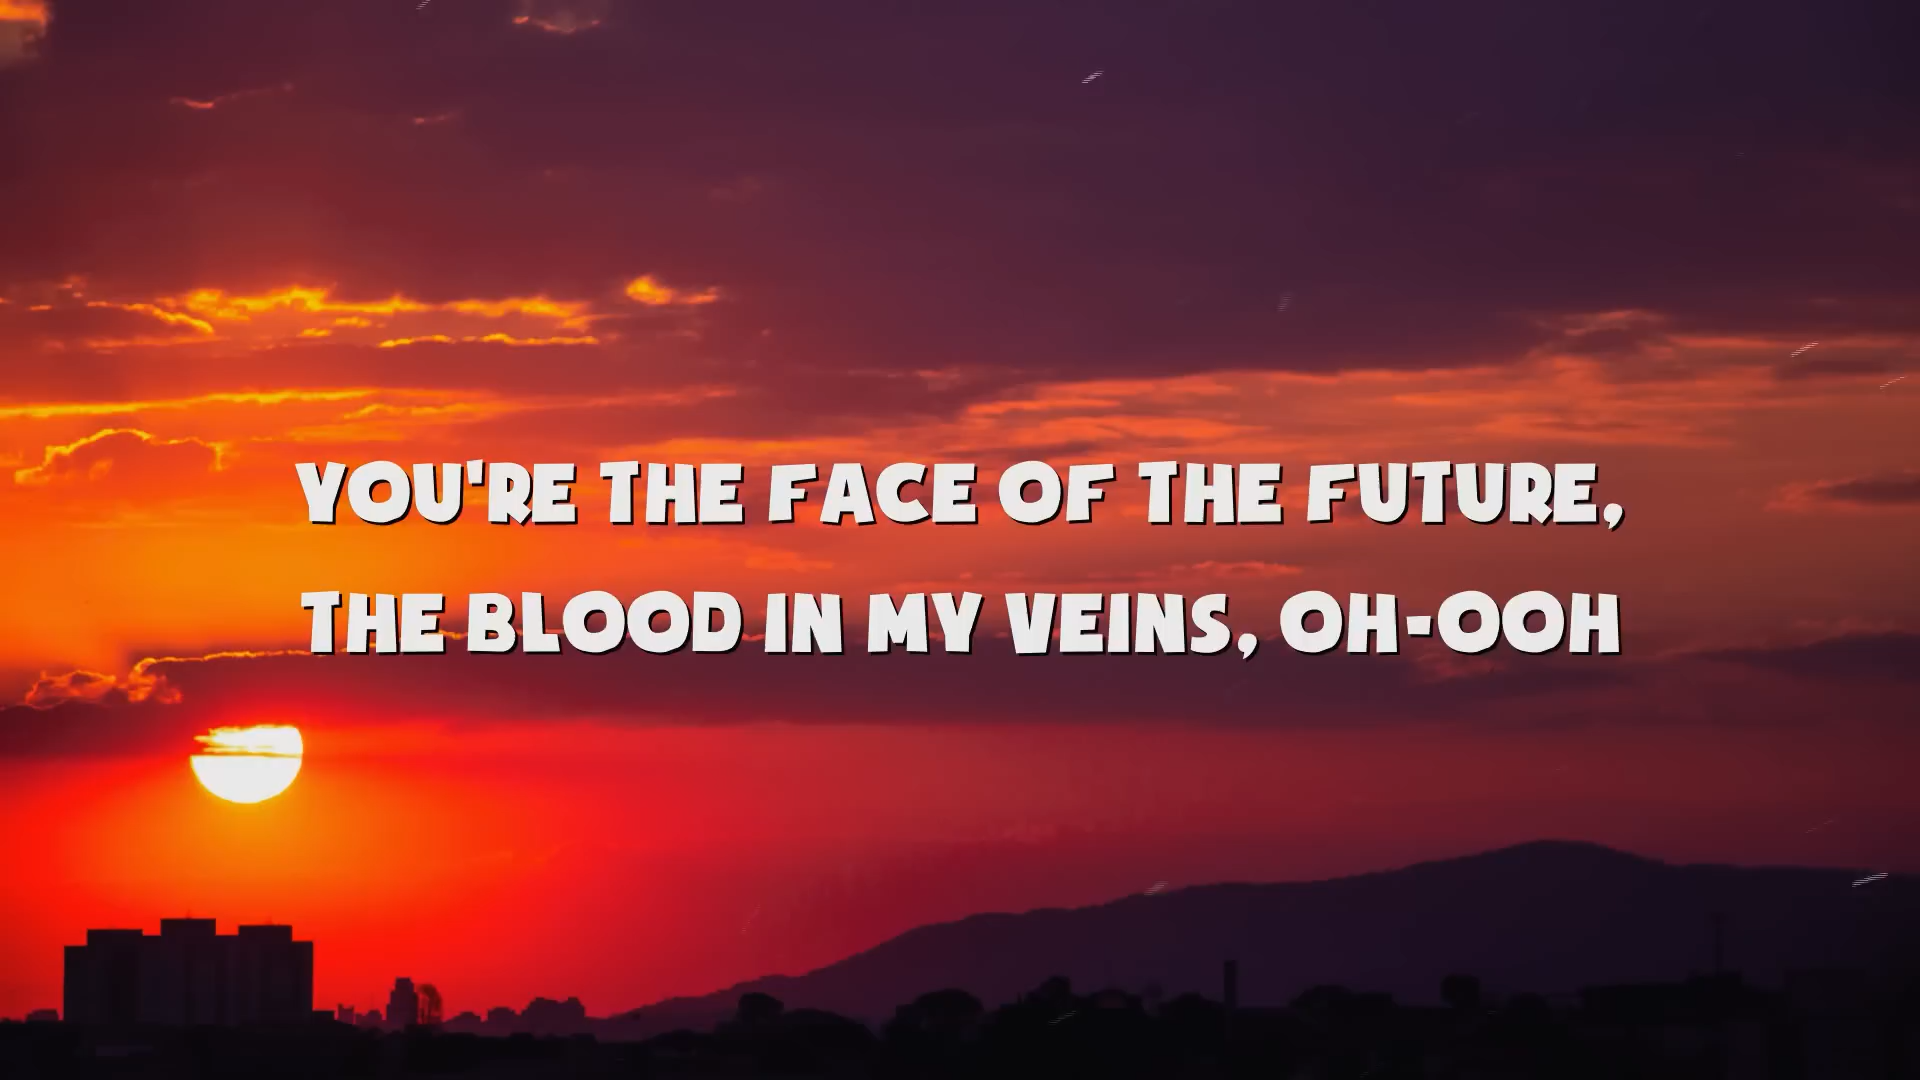 YOU'RE THE FACE OF THE FUTURE,
THE BLOOD IN MY VEINS, OH-OOH